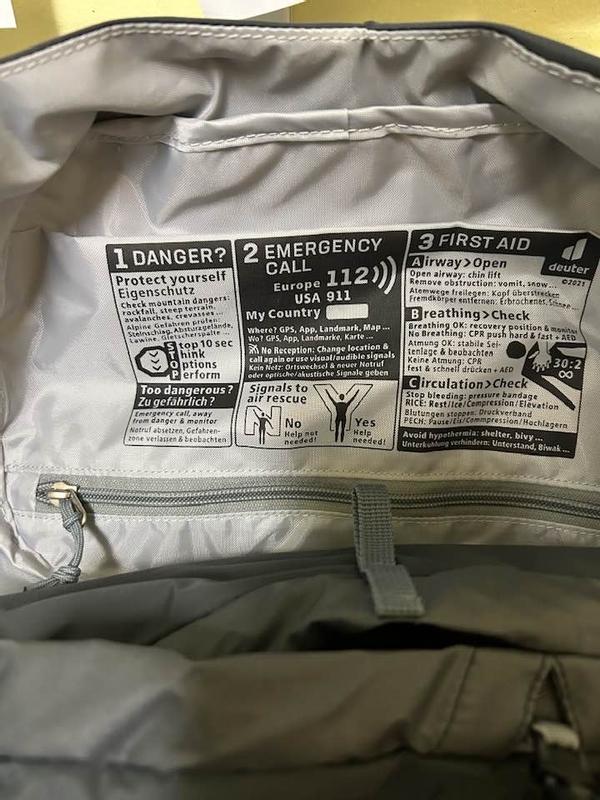 1 DANGER?
Protect yourself
Eigenschutz
Check mountain dangers:
rockfall, steep terrain,
avalanches, crevasses ...
Alpine Gefahren prüfen:
Steinschlag, Absturzgelände,
Lawine, Gletscherspalte ...
Stop 10 sec
Think
Options
Perform
Too dangerous?
Zu gefährlich?
Emergency call, away
from danger & monitor
Notruf absetzen, Gefahren-
zone verlassen & beobachten
2 EMERGENCY
CALL
Europe 112
USA 911
My Country
Where? GPS, App, Landmark, Map ...
Wo? GPS, App, Landmarke, Karte ...
No Reception: Change location &
call again or use visual/audible signals
Kein Netz: Ortswechsel & neuer Notruf
oder optische/akustische Signale geben
Signals to
air rescue
No
Help not
needed!
Yes
Help
needed!
3 FIRST AID
deuter
©2021
Airway>Open
Open airway: chin lift
Remove obstruction: vomit, snow...
Atemwege freilegen: Kopf überstrecken
Fremdkörper entfernen: Erbrochenes, Schnee...
Breathing>Check
Breathing OK: recovery position & monitor
No Breathing: CPR push hard & fast + AED
Atmung OK: stabile Sei-
tenlage & beobachten
Keine Atmung: CPR
fest & schnell drücken + AED
30:2
∞
Circulation>Check
Stop bleeding: pressure bandage
RICE: Rest/Ice/Compression/Elevation
Blutungen stoppen: Druckverband
PECH: Pause/Eis/Commpression/Hochlagern
Avoid hypothermia: shelter, bivy ...
Unterkühlung verhindern: Unterstand, Biwak ...